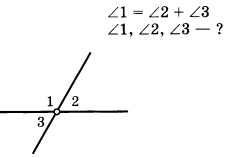 ∠1 = ∠2 + ∠3
∠1, ∠2, ∠3 — ?
1 2
3